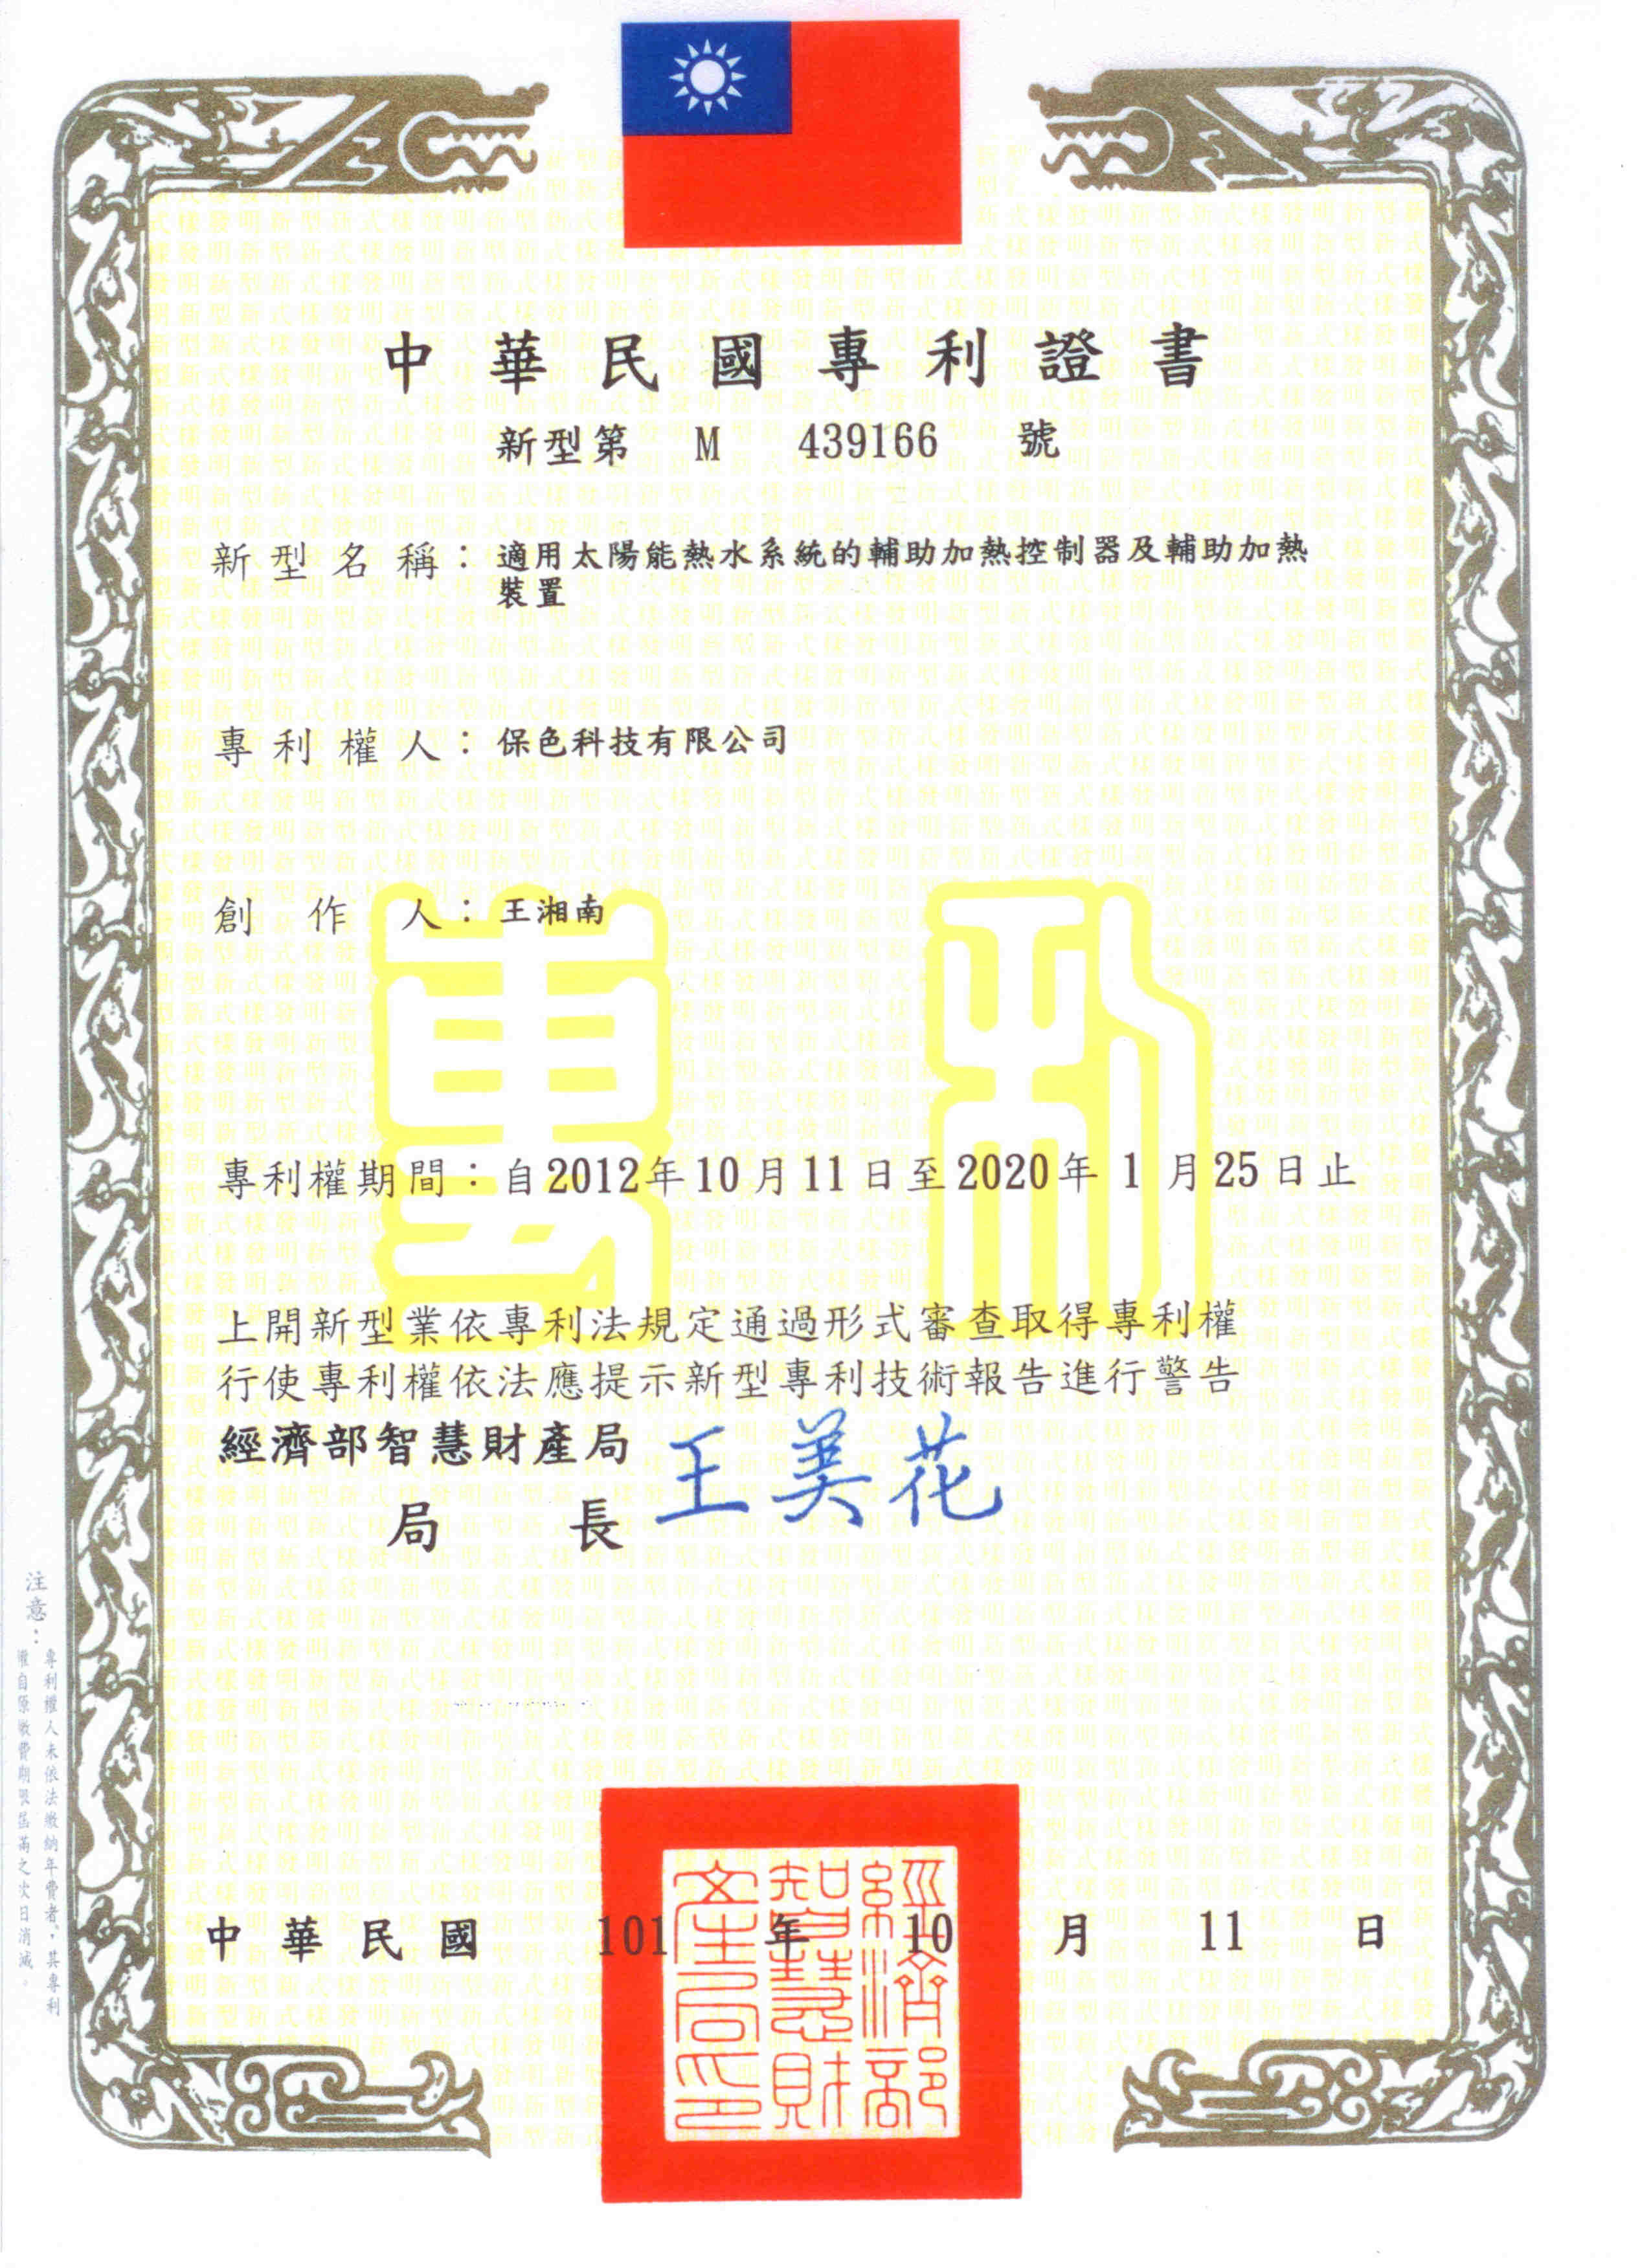 中華民國專利證書
新型第 M 439166 號
新型名稱：適用太陽能熱水系統的輔助加熱控制器及輔助加熱
裝置
專利權人：保色科技有限公司
創作人：王湘南
專利
專利權期間：自2012年10月11日至2020年1月25日止
上開新型業依專利法規定通過形式審查取得專利權
行使專利權依法應提示新型專利技術報告進行警告
經濟部智慧財產局
局長 王美花
注意：
專利權人未依法繳納年費者，其專利
權自原繳費期限屆滿之次日消滅。
中華民國 101 年 10 月 11 日
經濟部
智慧財
產局印